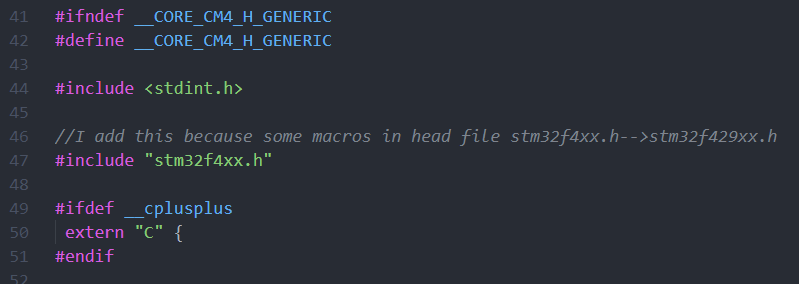 41 #ifndef __CORE_CM4_H_GENERIC
42 #define __CORE_CM4_H_GENERIC
43
44 #include <stdint.h>
45
46 //I add this because some macros in head file stm32f4xx.h-->stm32f429xx.h
47 #include "stm32f4xx.h"
48
49 #ifdef __cplusplus
50 extern "C" {
51 #endif
52